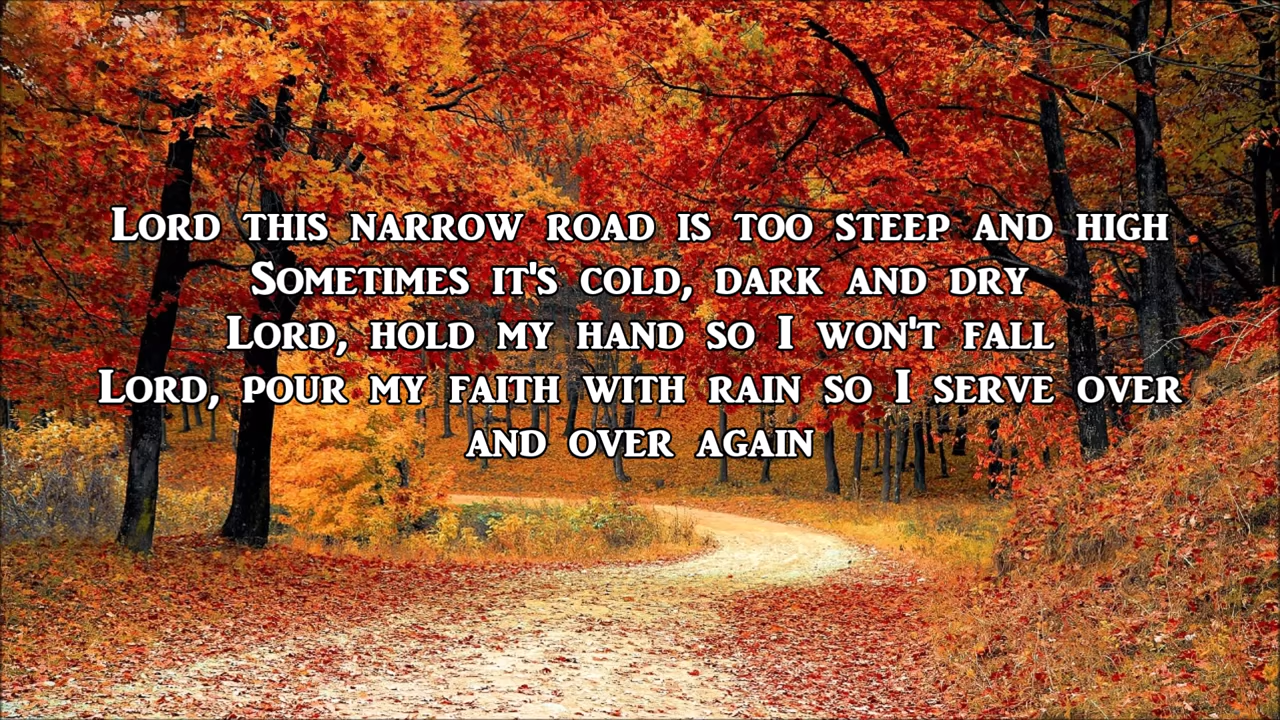 Lord this narrow road is too steep and high
Sometimes it's cold, dark and dry
Lord, hold my hand so I won't fall
Lord, pour my faith with rain so I serve over
and over again